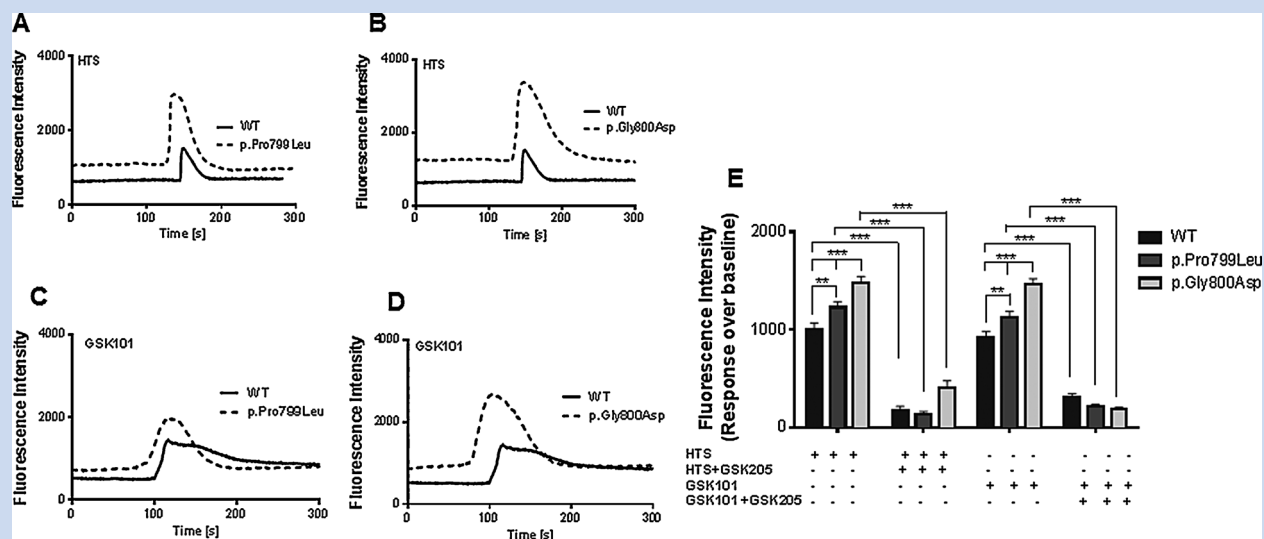 A
Fluorescence Intensity
4000
2000
0
HTS
WT
p.Pro799Leu
0 100 200 300
Time [s]
B
Fluorescence Intensity
4000
2000
0
HTS
WT
p.Gly800Asp
0 100 200 300
Time [s]
C
Fluorescence Intensity
4000
2000
0
GSK101
WT
p.Pro799Leu
0 100 200 300
Time [s]
D
Fluorescence Intensity
4000
2000
0
GSK101
WT
p.Gly800Asp
0 100 200 300
Time [s]
E
Fluorescence Intensity
(Response over baseline)
2000
1000
0
*** ***
*** ***
*** ***
*** ***
** **
WT
p.Pro799Leu
p.Gly800Asp
HTS + + + + + + - - - - - -
HTS+GSK205 - - - + + + - - - - - -
GSK101 - - - - - - + + + + + +
GSK101+GSK205 - - - - - - - - - + + +